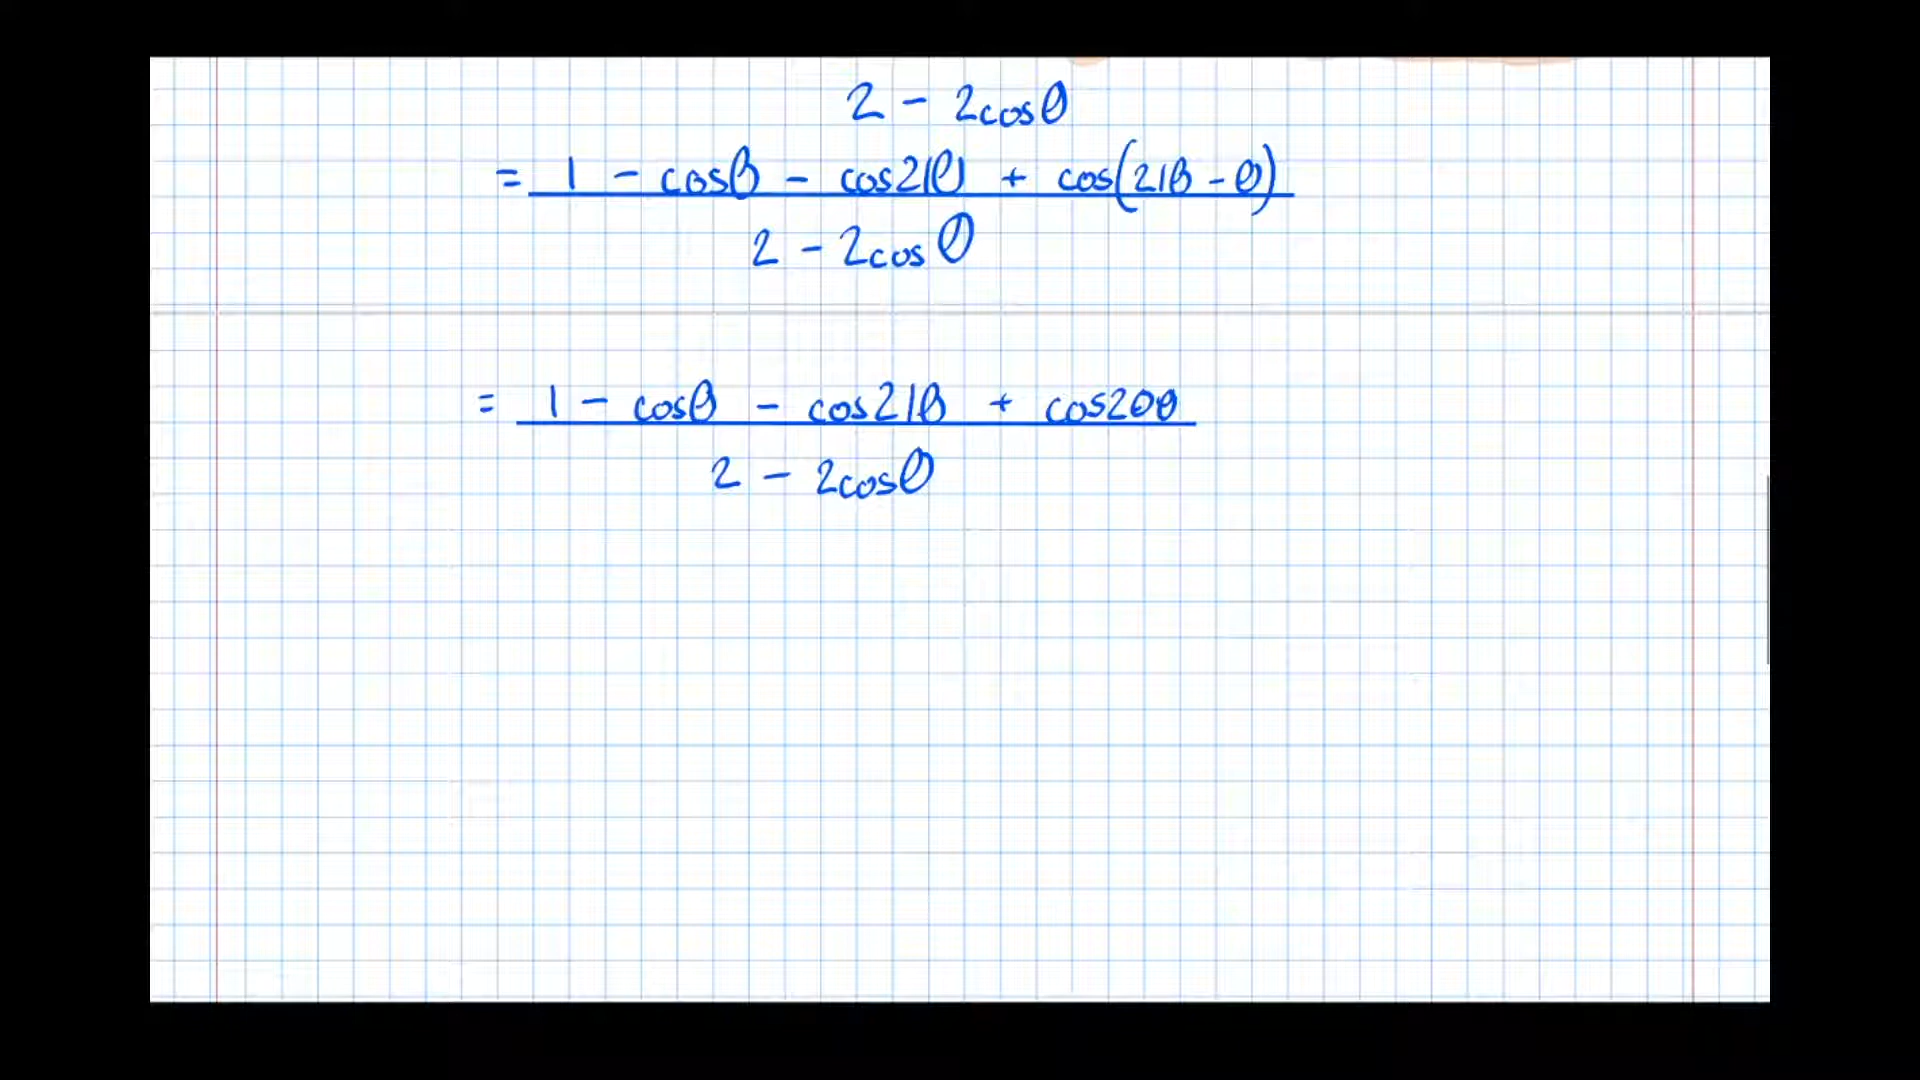 2 - 2cosθ
= 1 - cosθ - cos21θ + cos(21θ - θ)
2 - 2cosθ
= 1 - cosθ - cos21θ + cos20θ
2 - 2cosθ